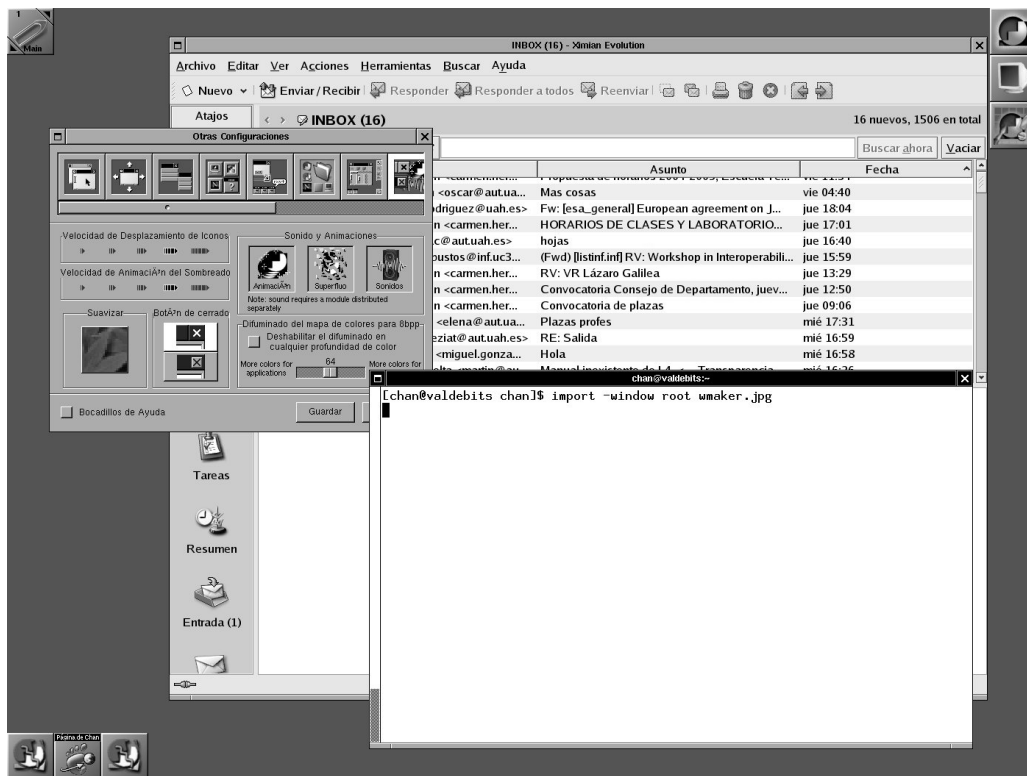 1
Main
INBOX (16) - Ximian Evolution
Archivo Editar Ver Acciones Herramientas Buscar Ayuda
Nuevo Enviar / Recibir Responder Responder a todos Reenviar
Atajos INBOX (16) 16 nuevos, 1506 en total
Otras Configuraciones
Buscar ahora Vaciar
Asunto Fecha
<oscar@aut.ua... Mas cosas vie 04:40
driguez@uah.es> Fw: [esa_general] European agreement on J... jue 18:04
n <carmen.her... HORARIOS DE CLASES Y LABORATORIO... jue 17:01
.c@aut.uah.es> hojas jue 16:40
oustos@inf.uc3... (Fwd) [listinf.inf] RV: Workshop in Interoperabili... jue 15:59
n <carmen.her... RV: VR Lázaro Galilea jue 13:29
n <carmen.her... Convocatoria Consejo de Departamento, juev... jue 12:50
n <carmen.her... Convocatoria de plazas jue 09:06
<elena@aut.ua... Plazas profes mié 17:31
eziat@aut.uah.es> RE: Salida mié 16:59
<miguel.gonza... Hola mié 16:58
Velocidad de Desplazamiento de Iconos
Velocidad de AnimaciÃ³n del Sombreado
Suavizar
BotÃ³n de cerrado
Sonido y Animaciones
AnimaciÃ³n Superfluo Sonidos
Note: sound requires a module distributed
separately
Difuminado del mapa de colores para 8bpp
Deshabilitar el difuminado en
cualquier profundidad de color
More colors for 64 More colors for
applications
Bocadillos de Ayuda Guardar
chan@valdebits:~
[chan@valdebits chan]$ import -window root wmaker.jpg
Tareas
Resumen
Entrada (1)
Página de Chan